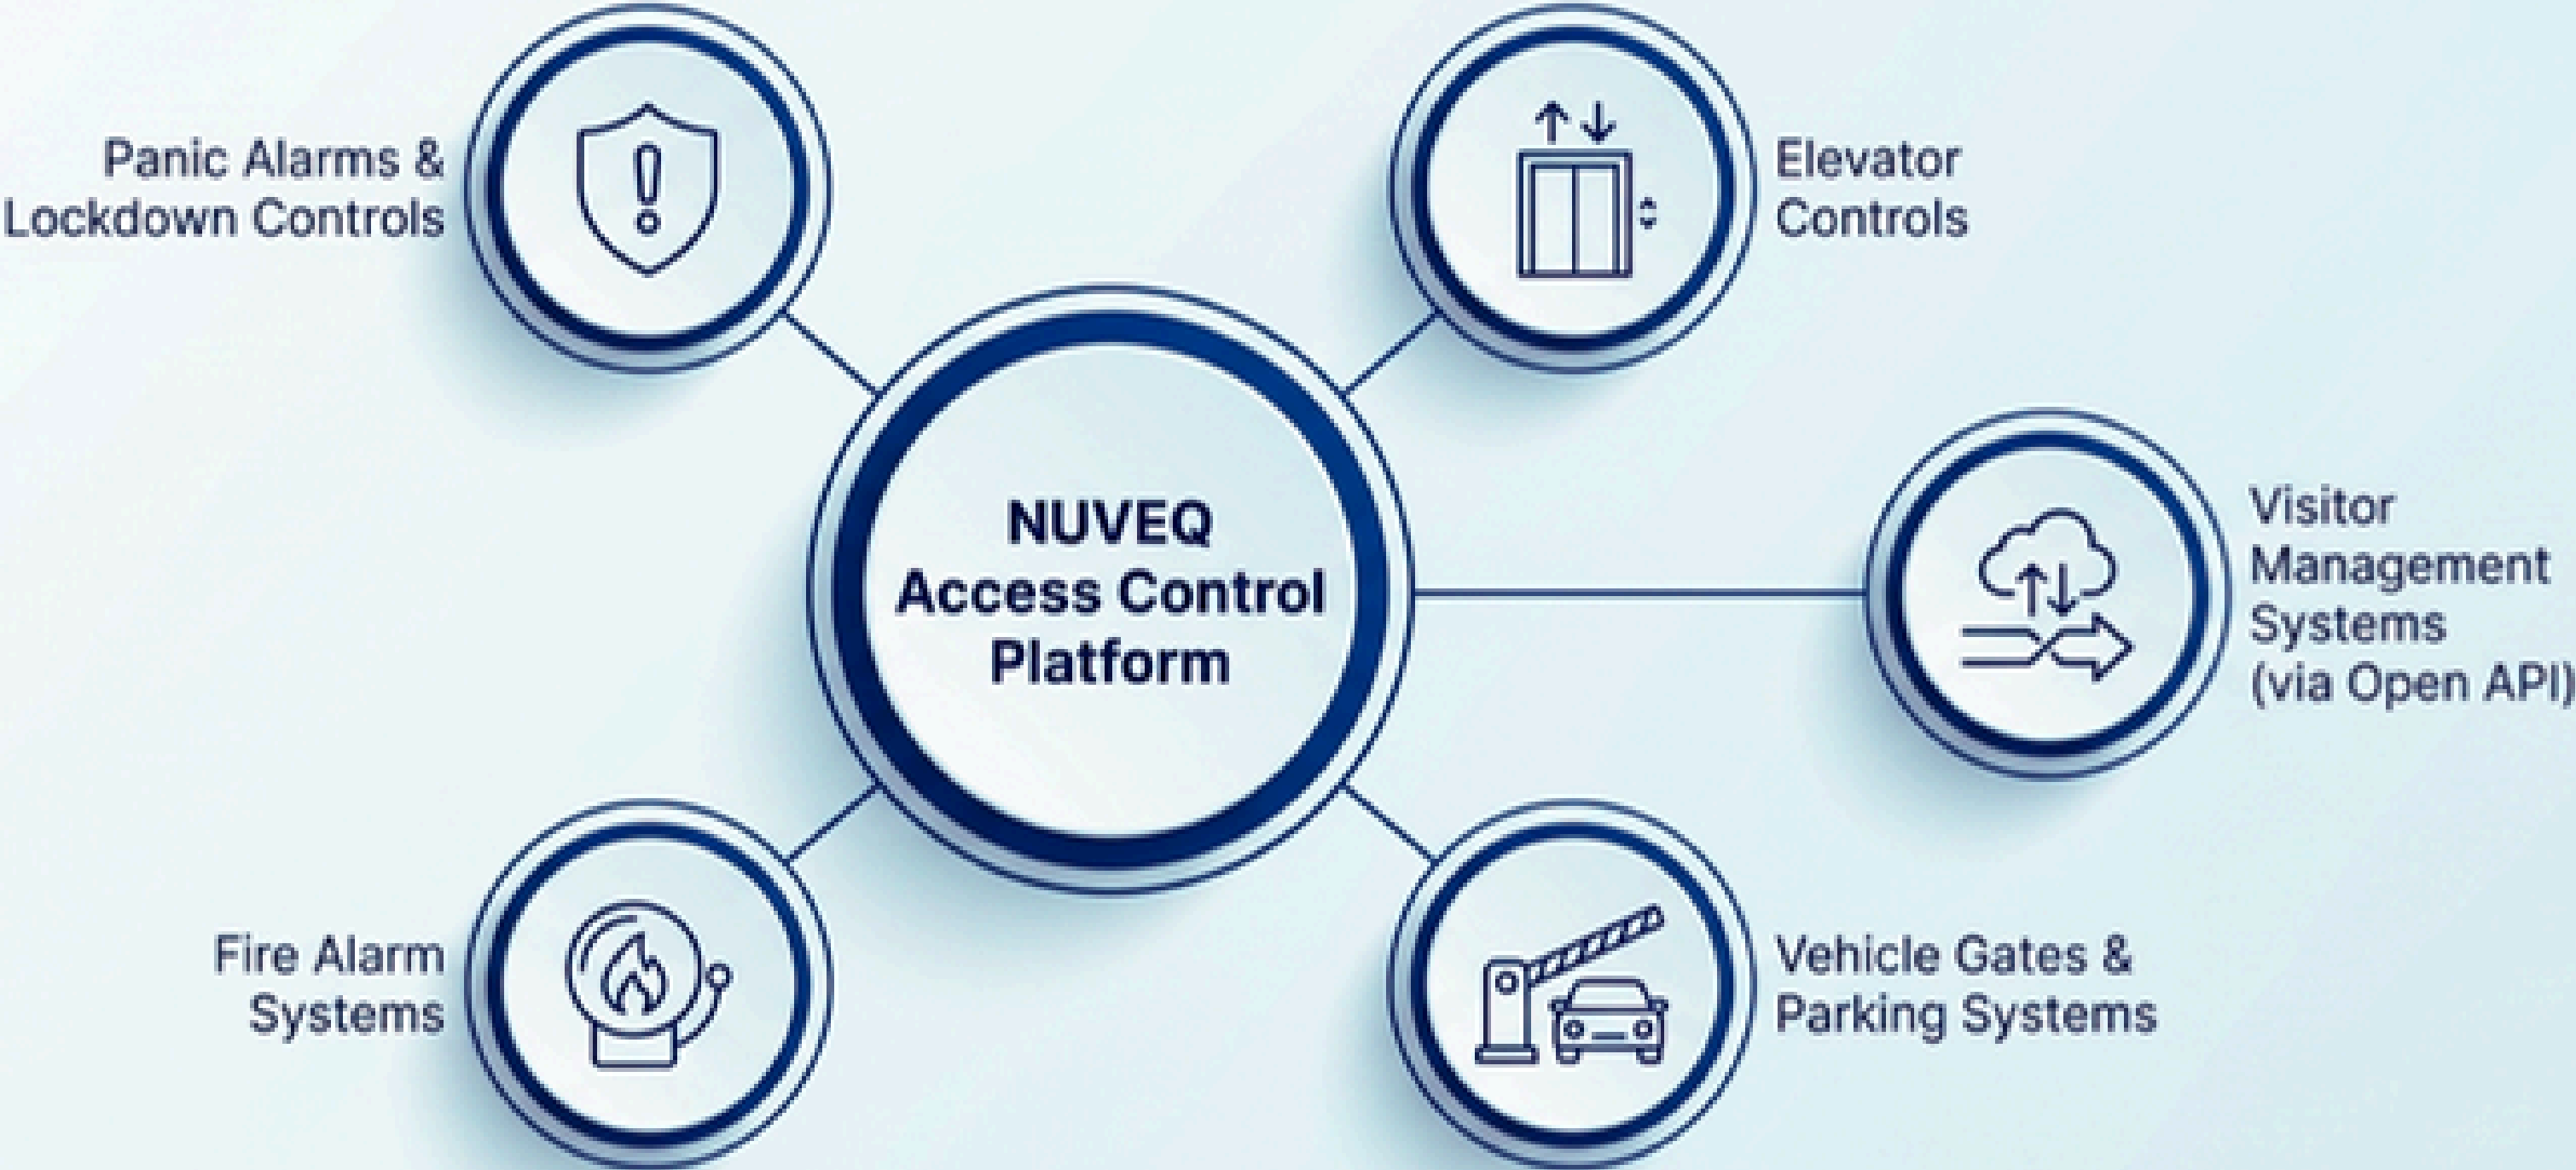 Panic Alarms &
Lockdown Controls
Elevator
Controls
NUVEQ
Access Control
Platform
Visitor
Management
Systems
(via Open API)
Fire Alarm
Systems
Vehicle Gates &
Parking Systems